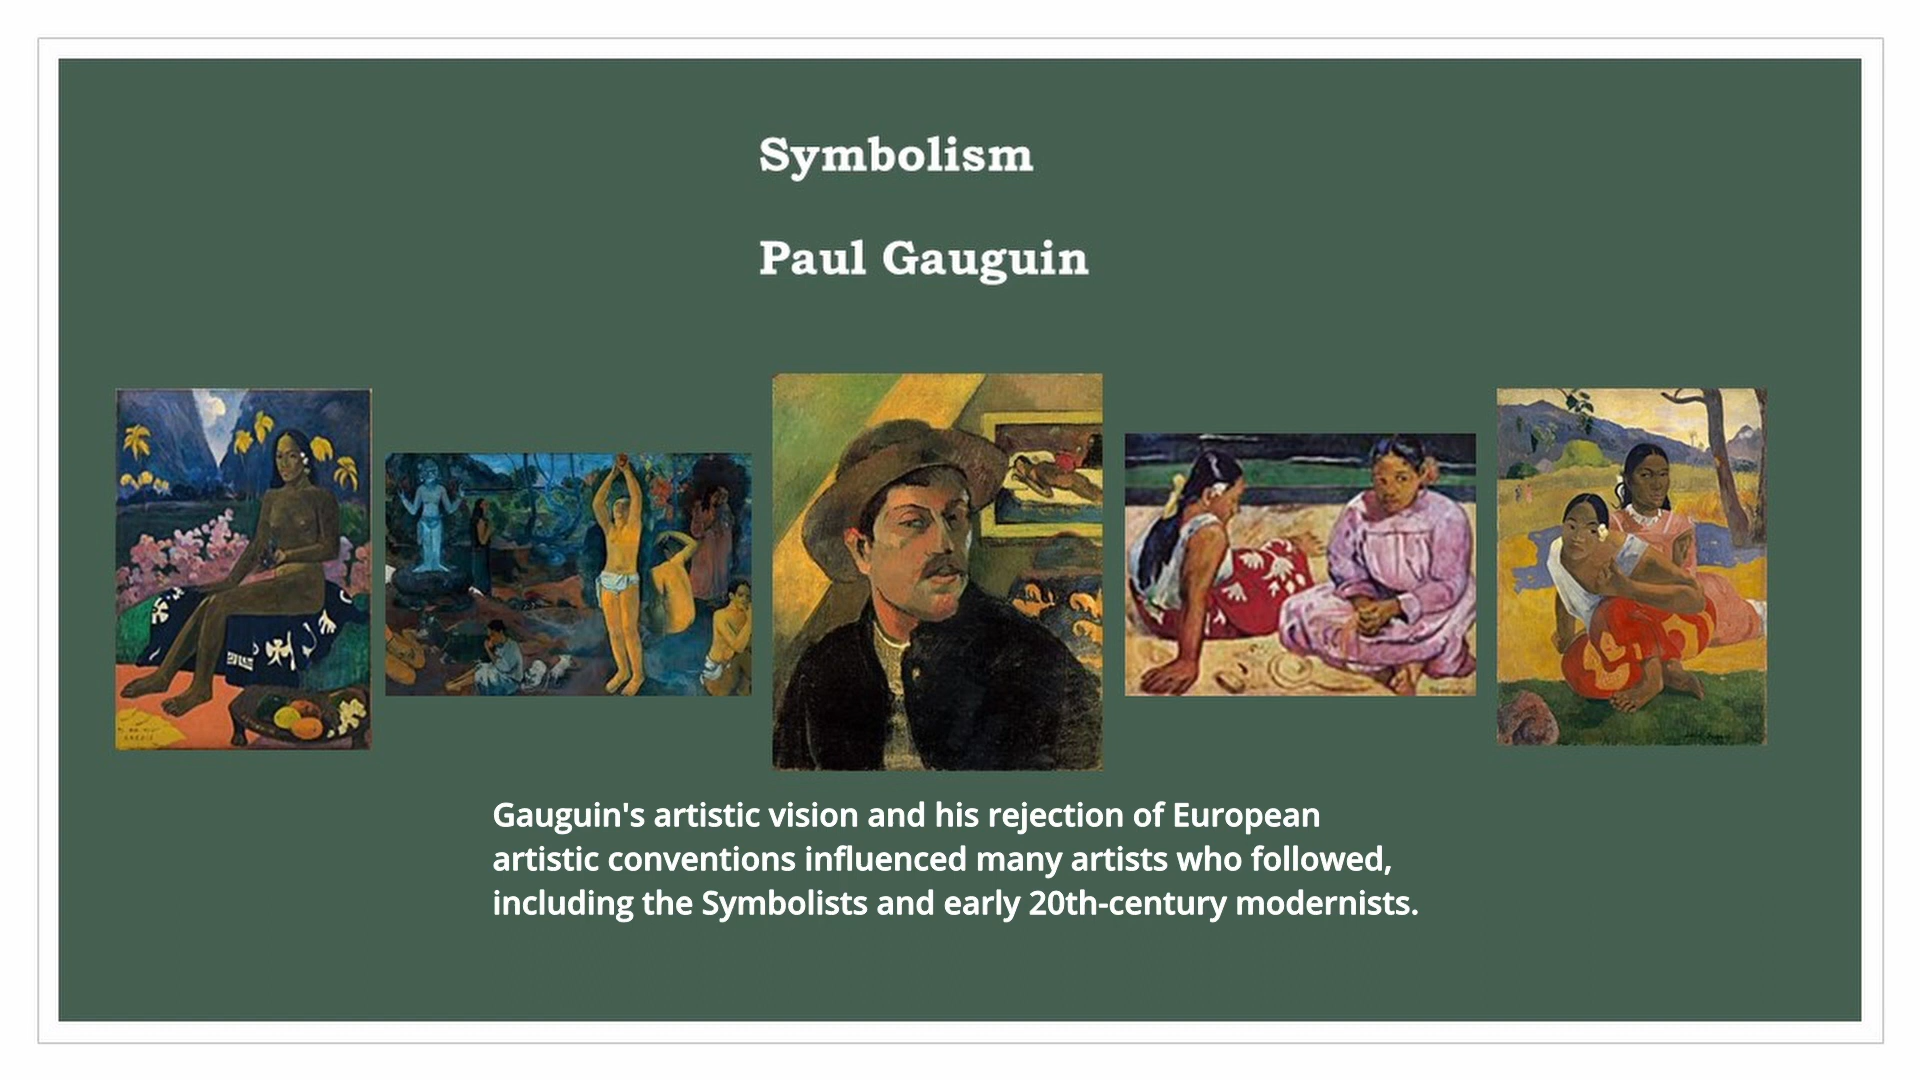 Symbolism
Paul Gauguin
Gauguin's artistic vision and his rejection of European
artistic conventions influenced many artists who followed,
including the Symbolists and early 20th-century modernists.